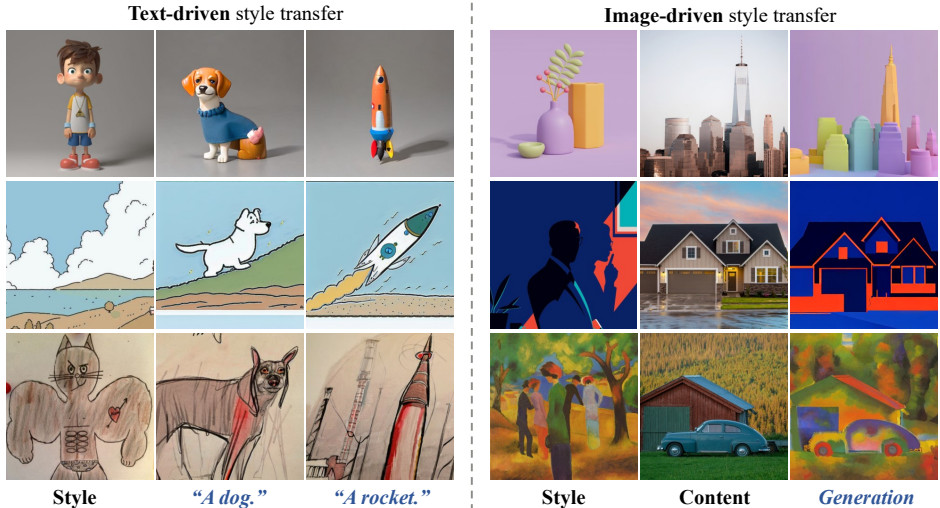 Text-driven style transfer
Image-driven style transfer
Style
“A dog.”
“A rocket.”
Style
Content
Generation